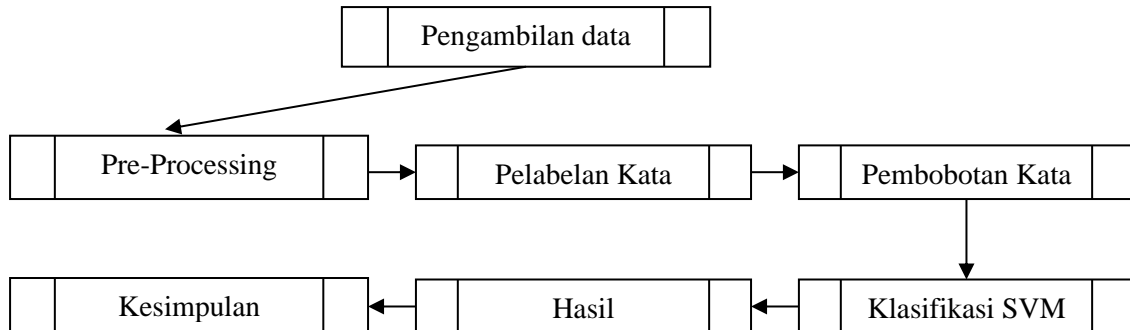 Pengambilan data
Pre-Processing
Pelabelan Kata
Pembobotan Kata
Klasifikasi SVM
Hasil
Kesimpulan